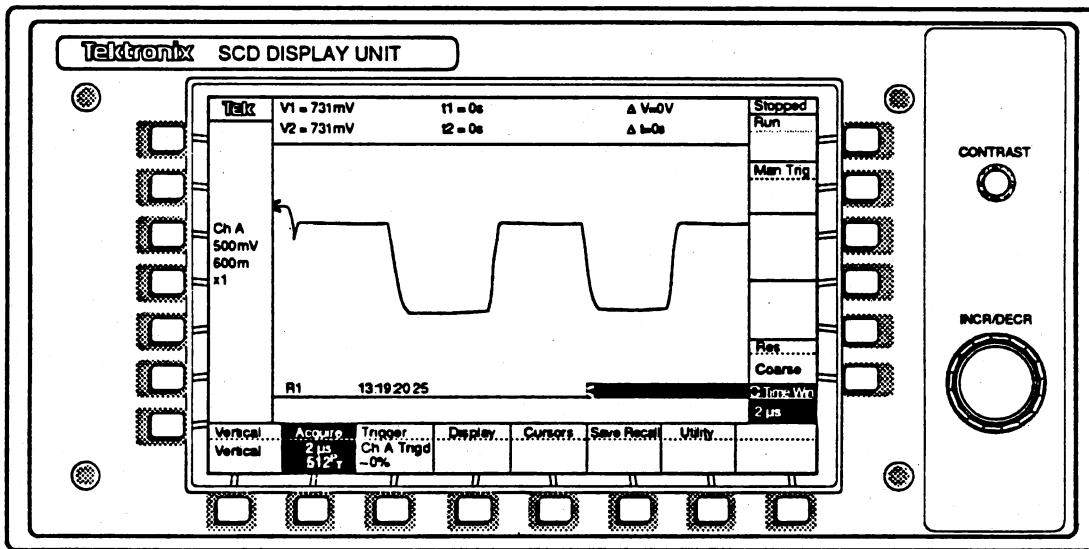 Tektronix SCD DISPLAY UNIT
Tek
V1 = 731mV t1 = 0s Δ V=0V
V2 = 731mV t2 = 0s Δ t=0s
Stopped
Run
Man Trig
Ch A
500mV
600m
x1
Res
Coarse
R1 13:19:20 25
Time Win
2 µs
Vertical Acquire Trigger Display Cursors Save Recall Utility
Vertical 2 µs Ch A Trigd
512 ~0%
CONTRAST
INCR/DECR